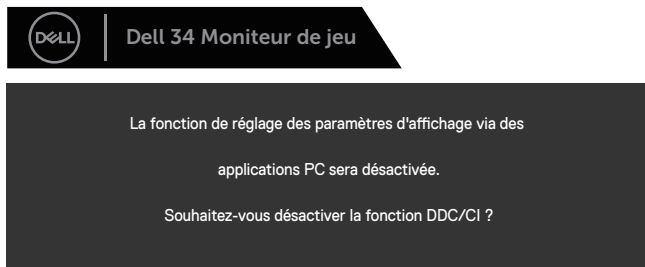 DELL
Dell 34 Moniteur de jeu
La fonction de réglage des paramètres d'affichage via des
applications PC sera désactivée.
Souhaitez-vous désactiver la fonction DDC/CI ?